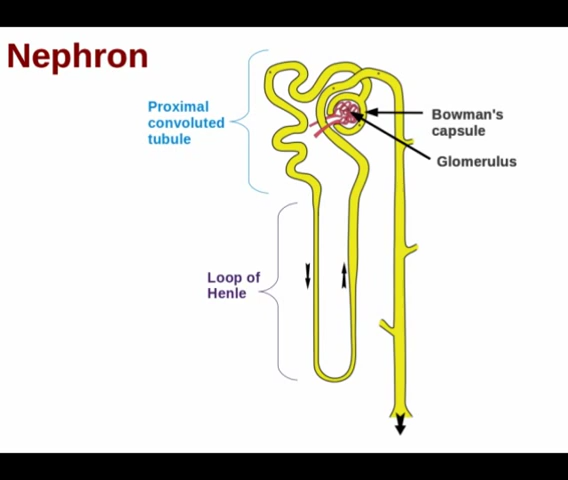 Nephron
Proximal
convoluted
tubule
Bowman's
capsule
Glomerulus
Loop of
Henle